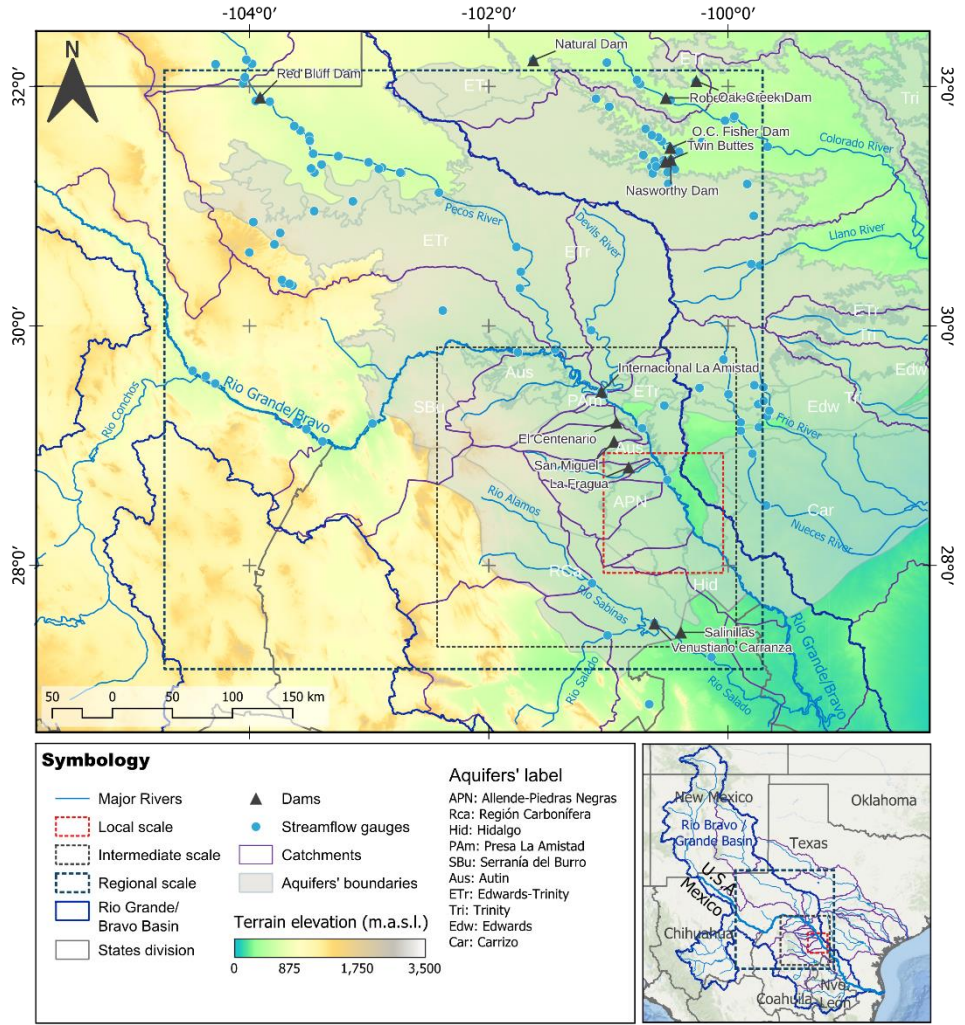 -104°0' -102°0' -100°0'
N
Natural Dam
ETr
Red Bluff Dam
32°0' 32°0'
ET
Tri
Oak Creek Dam
Colorado River
O.C. Fisher Dam
Twin Buttes
Nasworthy Dam
Pecos River
Devils River
Llano River
ETr
ETr
30°0' 30°0'
ETr
Tri
Internacional La Amistad
Aus
Edw
ETr
Tri
PAm
SBu
Edw
Rio Conchos
Rio Grande/Bravo
El Centenario
Frio River
Aus
San Miguel
La Fragua
Rio Alamos
APN
Car
Nueces River
28°0' 28°0'
RCa
Hid
Rio Sabinas
Salinillas
Venustiano Carranza
Rio Grande/Bravo
Rio Salado
Rio Salado
50 0 50 100 150 km
Symbology
Major Rivers
Local scale
Intermediate scale
Regional scale
Rio Grande/
Bravo Basin
States division
Dams
Streamflow gauges
Catchments
Aquifers' boundaries
Terrain elevation (m.a.s.l.)
0 875 1,750 3,500
Aquifers' label
APN: Allende-Piedras Negras
Rca: Región Carbonífera
Hid: Hidalgo
PAm: Presa La Amistad
SBu: Serranía del Burro
Aus: Autin
ETr: Edwards-Trinity
Tri: Trinity
Edw: Edwards
Car: Carrizo
New Mexico
Oklahoma
Rio Bravo /
Grande Basin
Texas
U.S.A
Mexico
Chihuahua
Coahuila
Nvo.
León